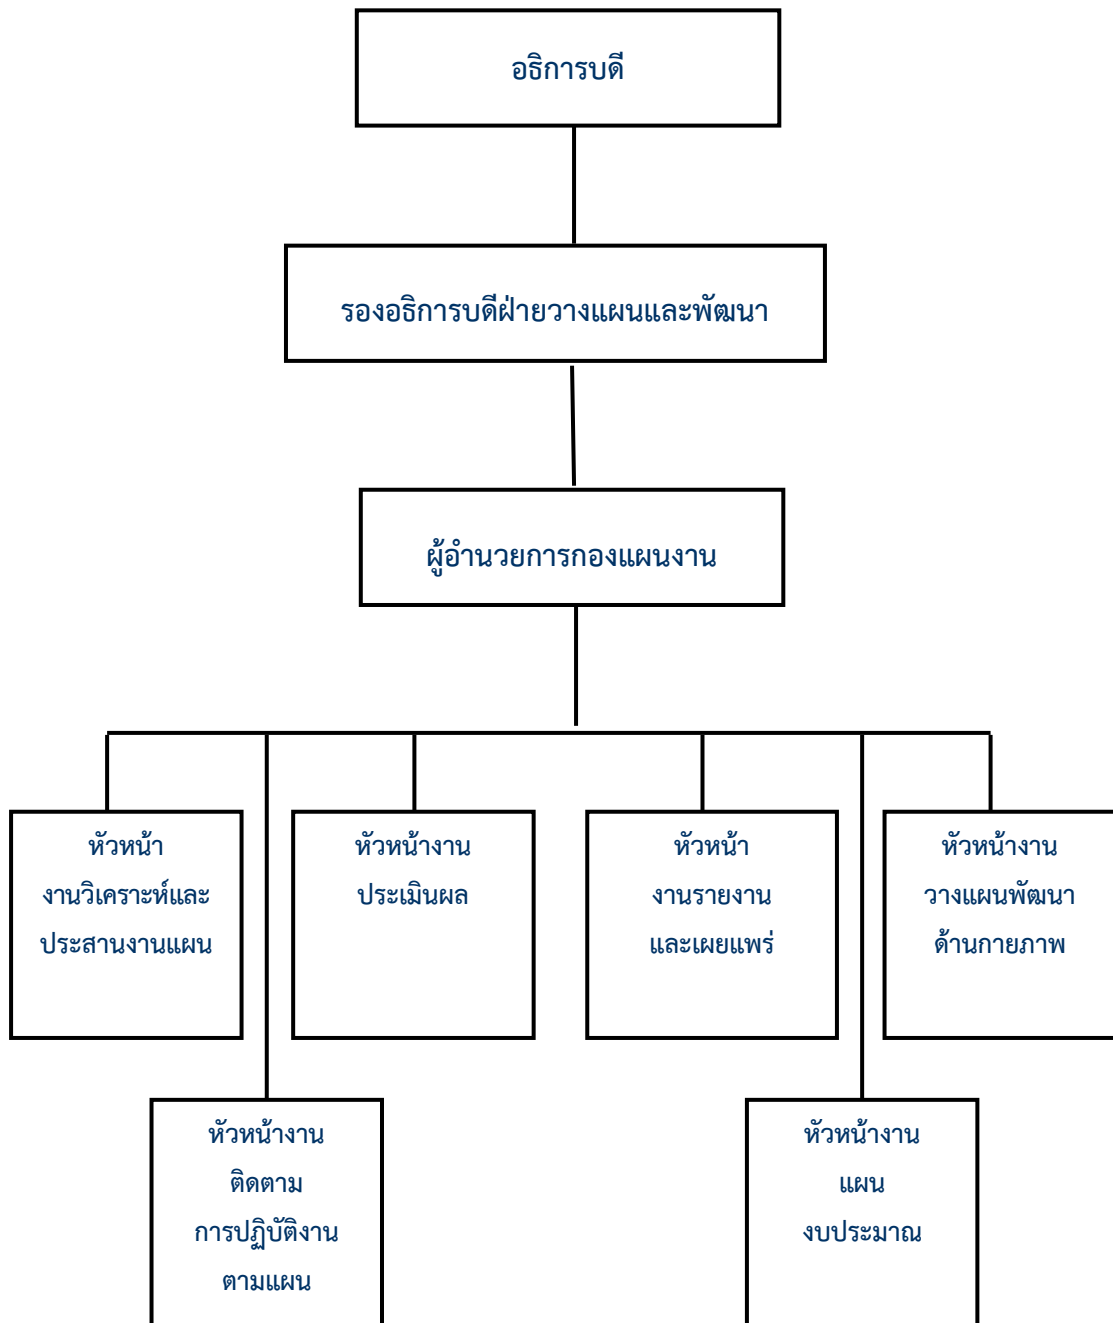 อธิการบดี
รองอธิการบดีฝ่ายวางแผนและพัฒนา
ผู้อำนวยการกองแผนงาน
หัวหน้า
งานวิเคราะห์และ
ประสานงานแผน
หัวหน้างาน
ประเมินผล
หัวหน้า
งานรายงาน
และเผยแพร่
หัวหน้างาน
วางแผนพัฒนา
ด้านกายภาพ
หัวหน้างาน
ติดตาม
การปฏิบัติงาน
ตามแผน
หัวหน้างาน
แผน
งบประมาณ